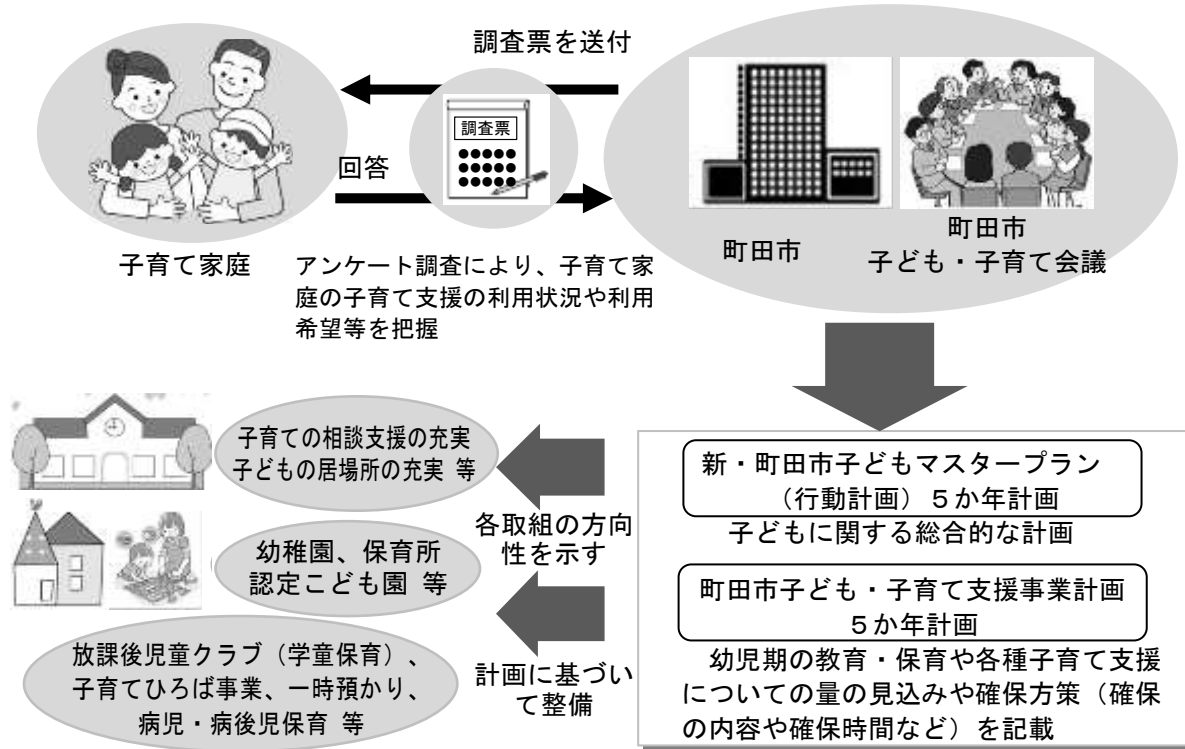 調査票を送付
調査票
回答
子育て家庭
アンケート調査により、子育て家
庭の子育て支援の利用状況や利用
希望等を把握
町田市
町田市
子ども・子育て会議
新・町田市子どもマスタープラン
（行動計画）５か年計画
子どもに関する総合的な計画
町田市子ども・子育て支援事業計画
５か年計画
幼児期の教育・保育や各種子育て支援
についての量の見込みや確保方策（確保
の内容や確保時間など）を記載
各取組の方向
性を示す
子育ての相談支援の充実
子どもの居場所の充実 等
計画に基づい
て整備
幼稚園、保育所
認定こども園 等
放課後児童クラブ（学童保育）、
子育てひろば事業、一時預かり、
病児・病後児保育 等